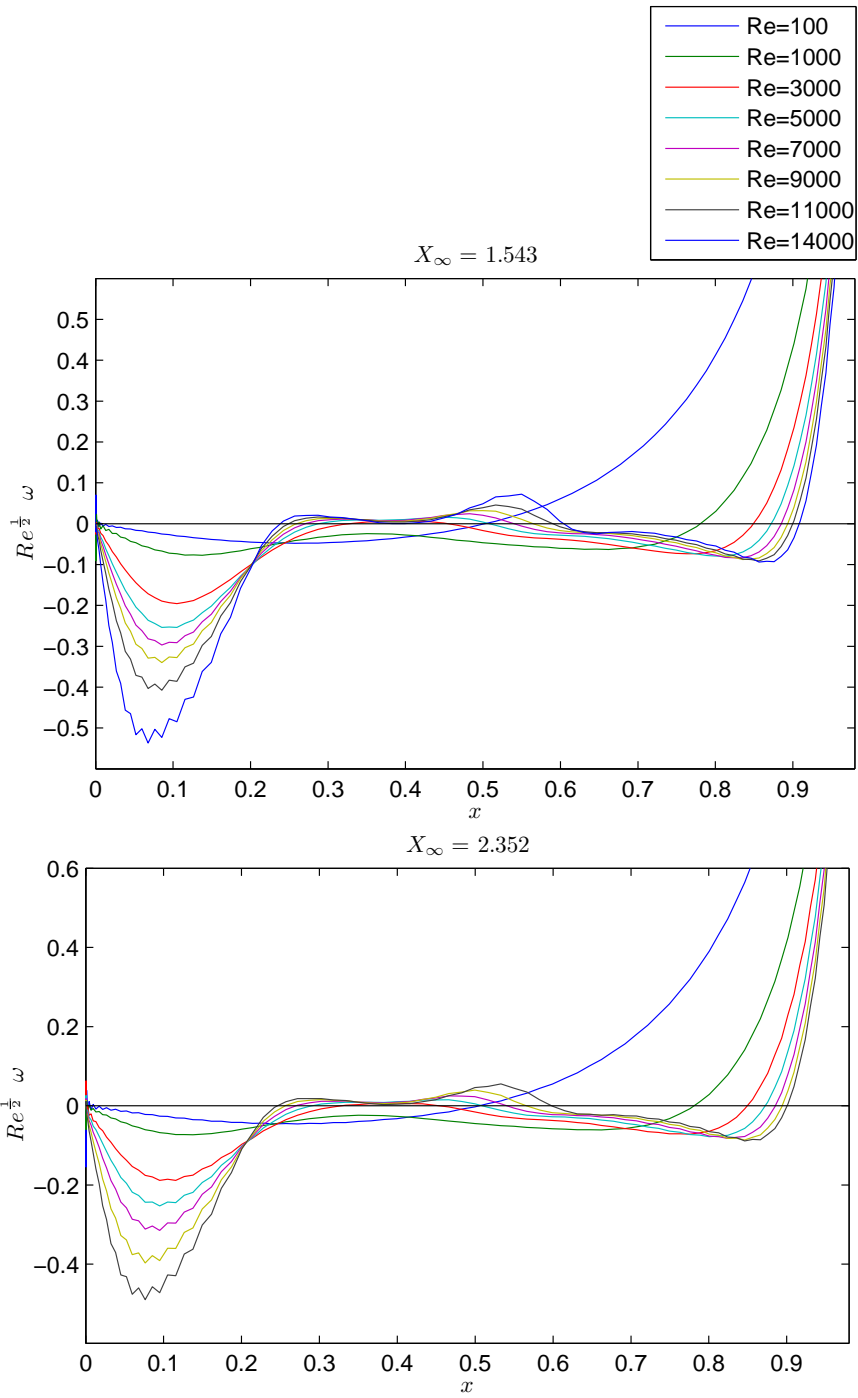 Re=100
Re=1000
Re=3000
Re=5000
Re=7000
Re=9000
Re=11000
Re=14000
X∞ = 1.543
0.5
0.4
0.3
0.2
0.1
0
−0.1
−0.2
−0.3
−0.4
−0.5
Re^{1/2} ω
0 0.1 0.2 0.3 0.4 0.5 0.6 0.7 0.8 0.9
x
X∞ = 2.352
0.6
0.4
0.2
0
−0.2
−0.4
Re^{1/2} ω
0 0.1 0.2 0.3 0.4 0.5 0.6 0.7 0.8 0.9
x